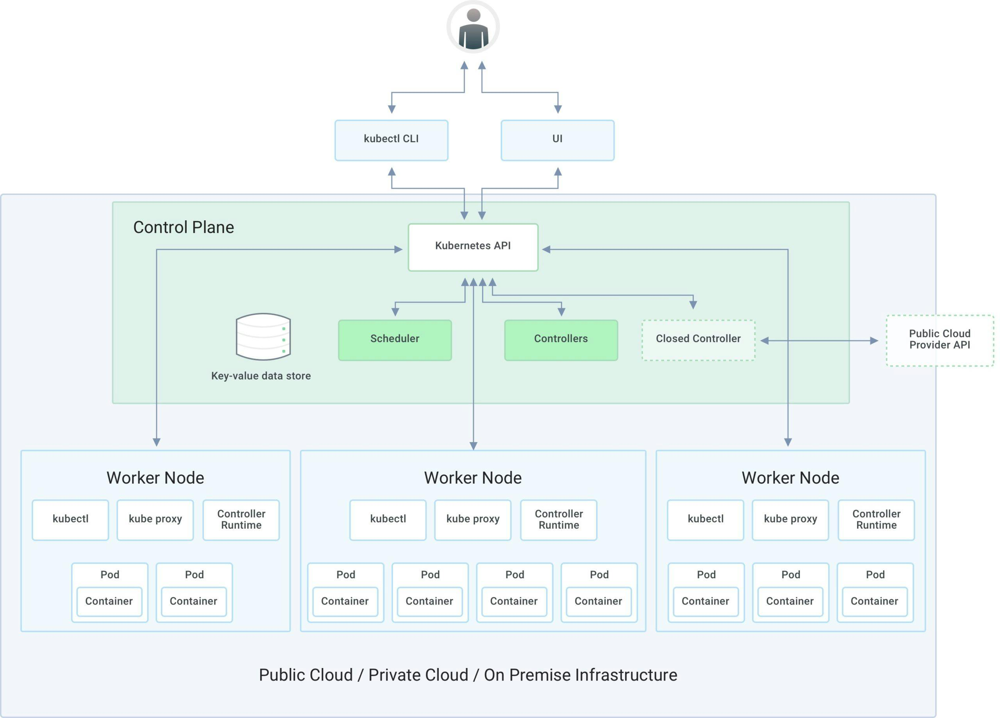 kubectl CLI
UI
Control Plane
Kubernetes API
Scheduler
Controllers
Closed Controller
Public Cloud
Provider API
Key-value data store
Worker Node
kubectl
kube proxy
Controller
Runtime
Pod
Container
Pod
Container
Worker Node
kubectl
kube proxy
Controller
Runtime
Pod
Container
Pod
Container
Pod
Container
Pod
Container
Worker Node
kubectl
kube proxy
Controller
Runtime
Pod
Container
Pod
Container
Pod
Container
Public Cloud / Private Cloud / On Premise Infrastructure